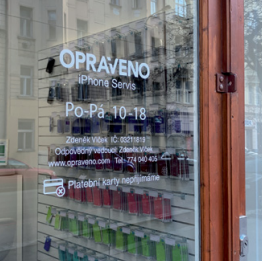 OPRAVENO
iPhone Servis
Po-Pá 10-18
Zdeněk Vlček IČ: 05211818
Odpovědný vedoucí: Zdeněk Vlček
www.opraveno.com Tel.: 774 040 405
Platební karty nepřijímáme